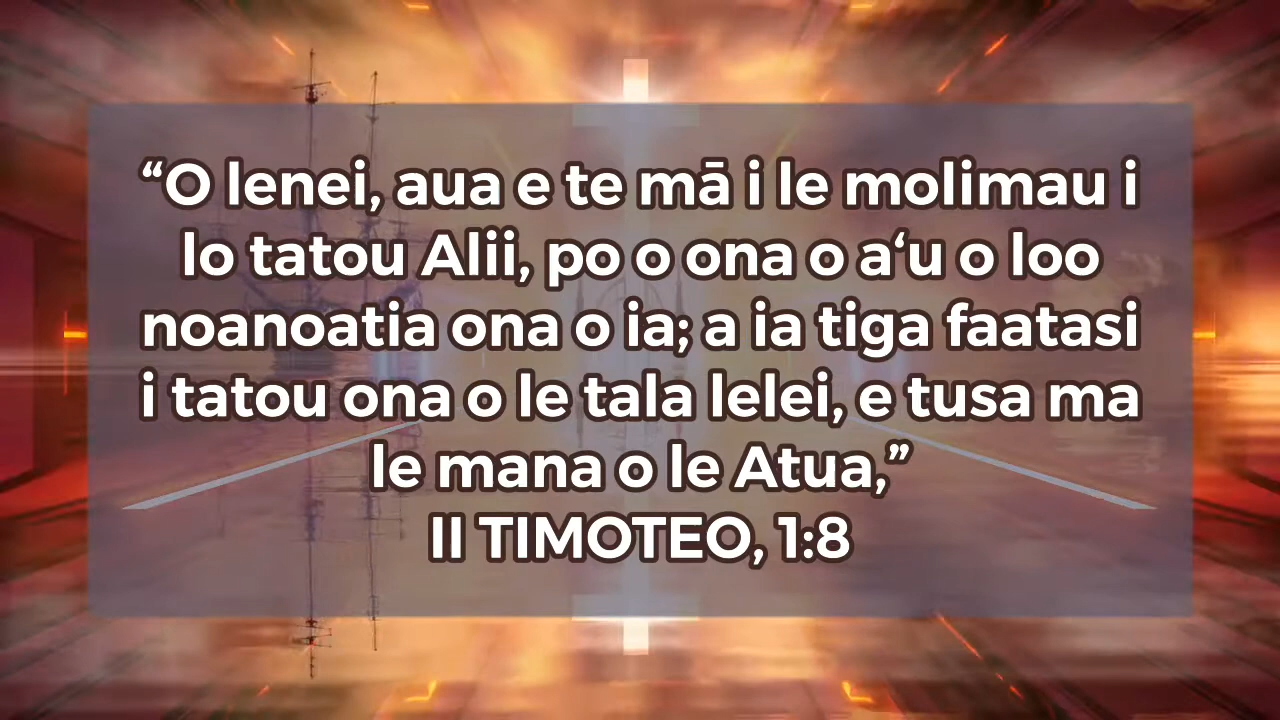 “O lenei, aua e te mā i le molimau i
lo tatou Alii, po o ona o a‘u o loo
noanoatia ona o ia; a ia tiga faatasi
i tatou ona o le tala lelei, e tusa ma
le mana o le Atua,”
II TIMOTEO, 1:8